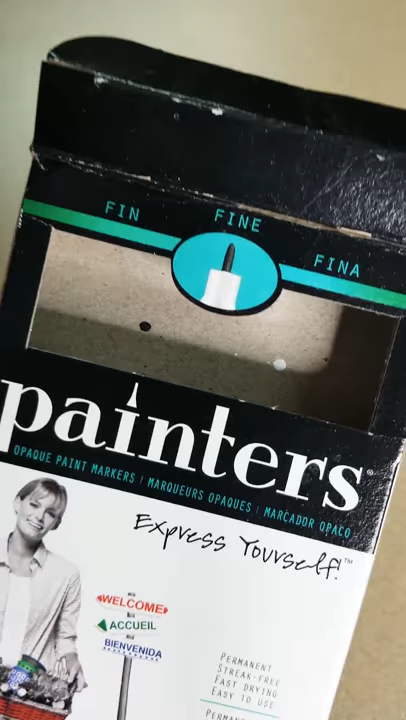 FIN FINE FINA
painters®
OPAQUE PAINT MARKERS | MARQUEURS OPAQUES | MARCADOR OPACO
Express Yourself!™
WELCOME
ACCUEIL
BIENVENIDA
PERMANENT
STREAK-FREE
FAST DRYING
EASY TO USE